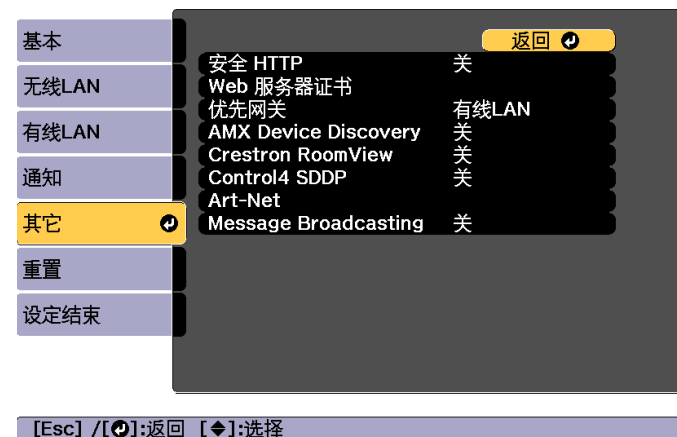 基本
无线LAN
有线LAN
通知
其它
重置
设定结束
返回
安全 HTTP 关
Web 服务器证书
优先网关 有线LAN
AMX Device Discovery 关
Crestron RoomView 关
Control4 SDDP 关
Art-Net
Message Broadcasting 关
[Esc] /[⏎]:返回 [◆]:选择